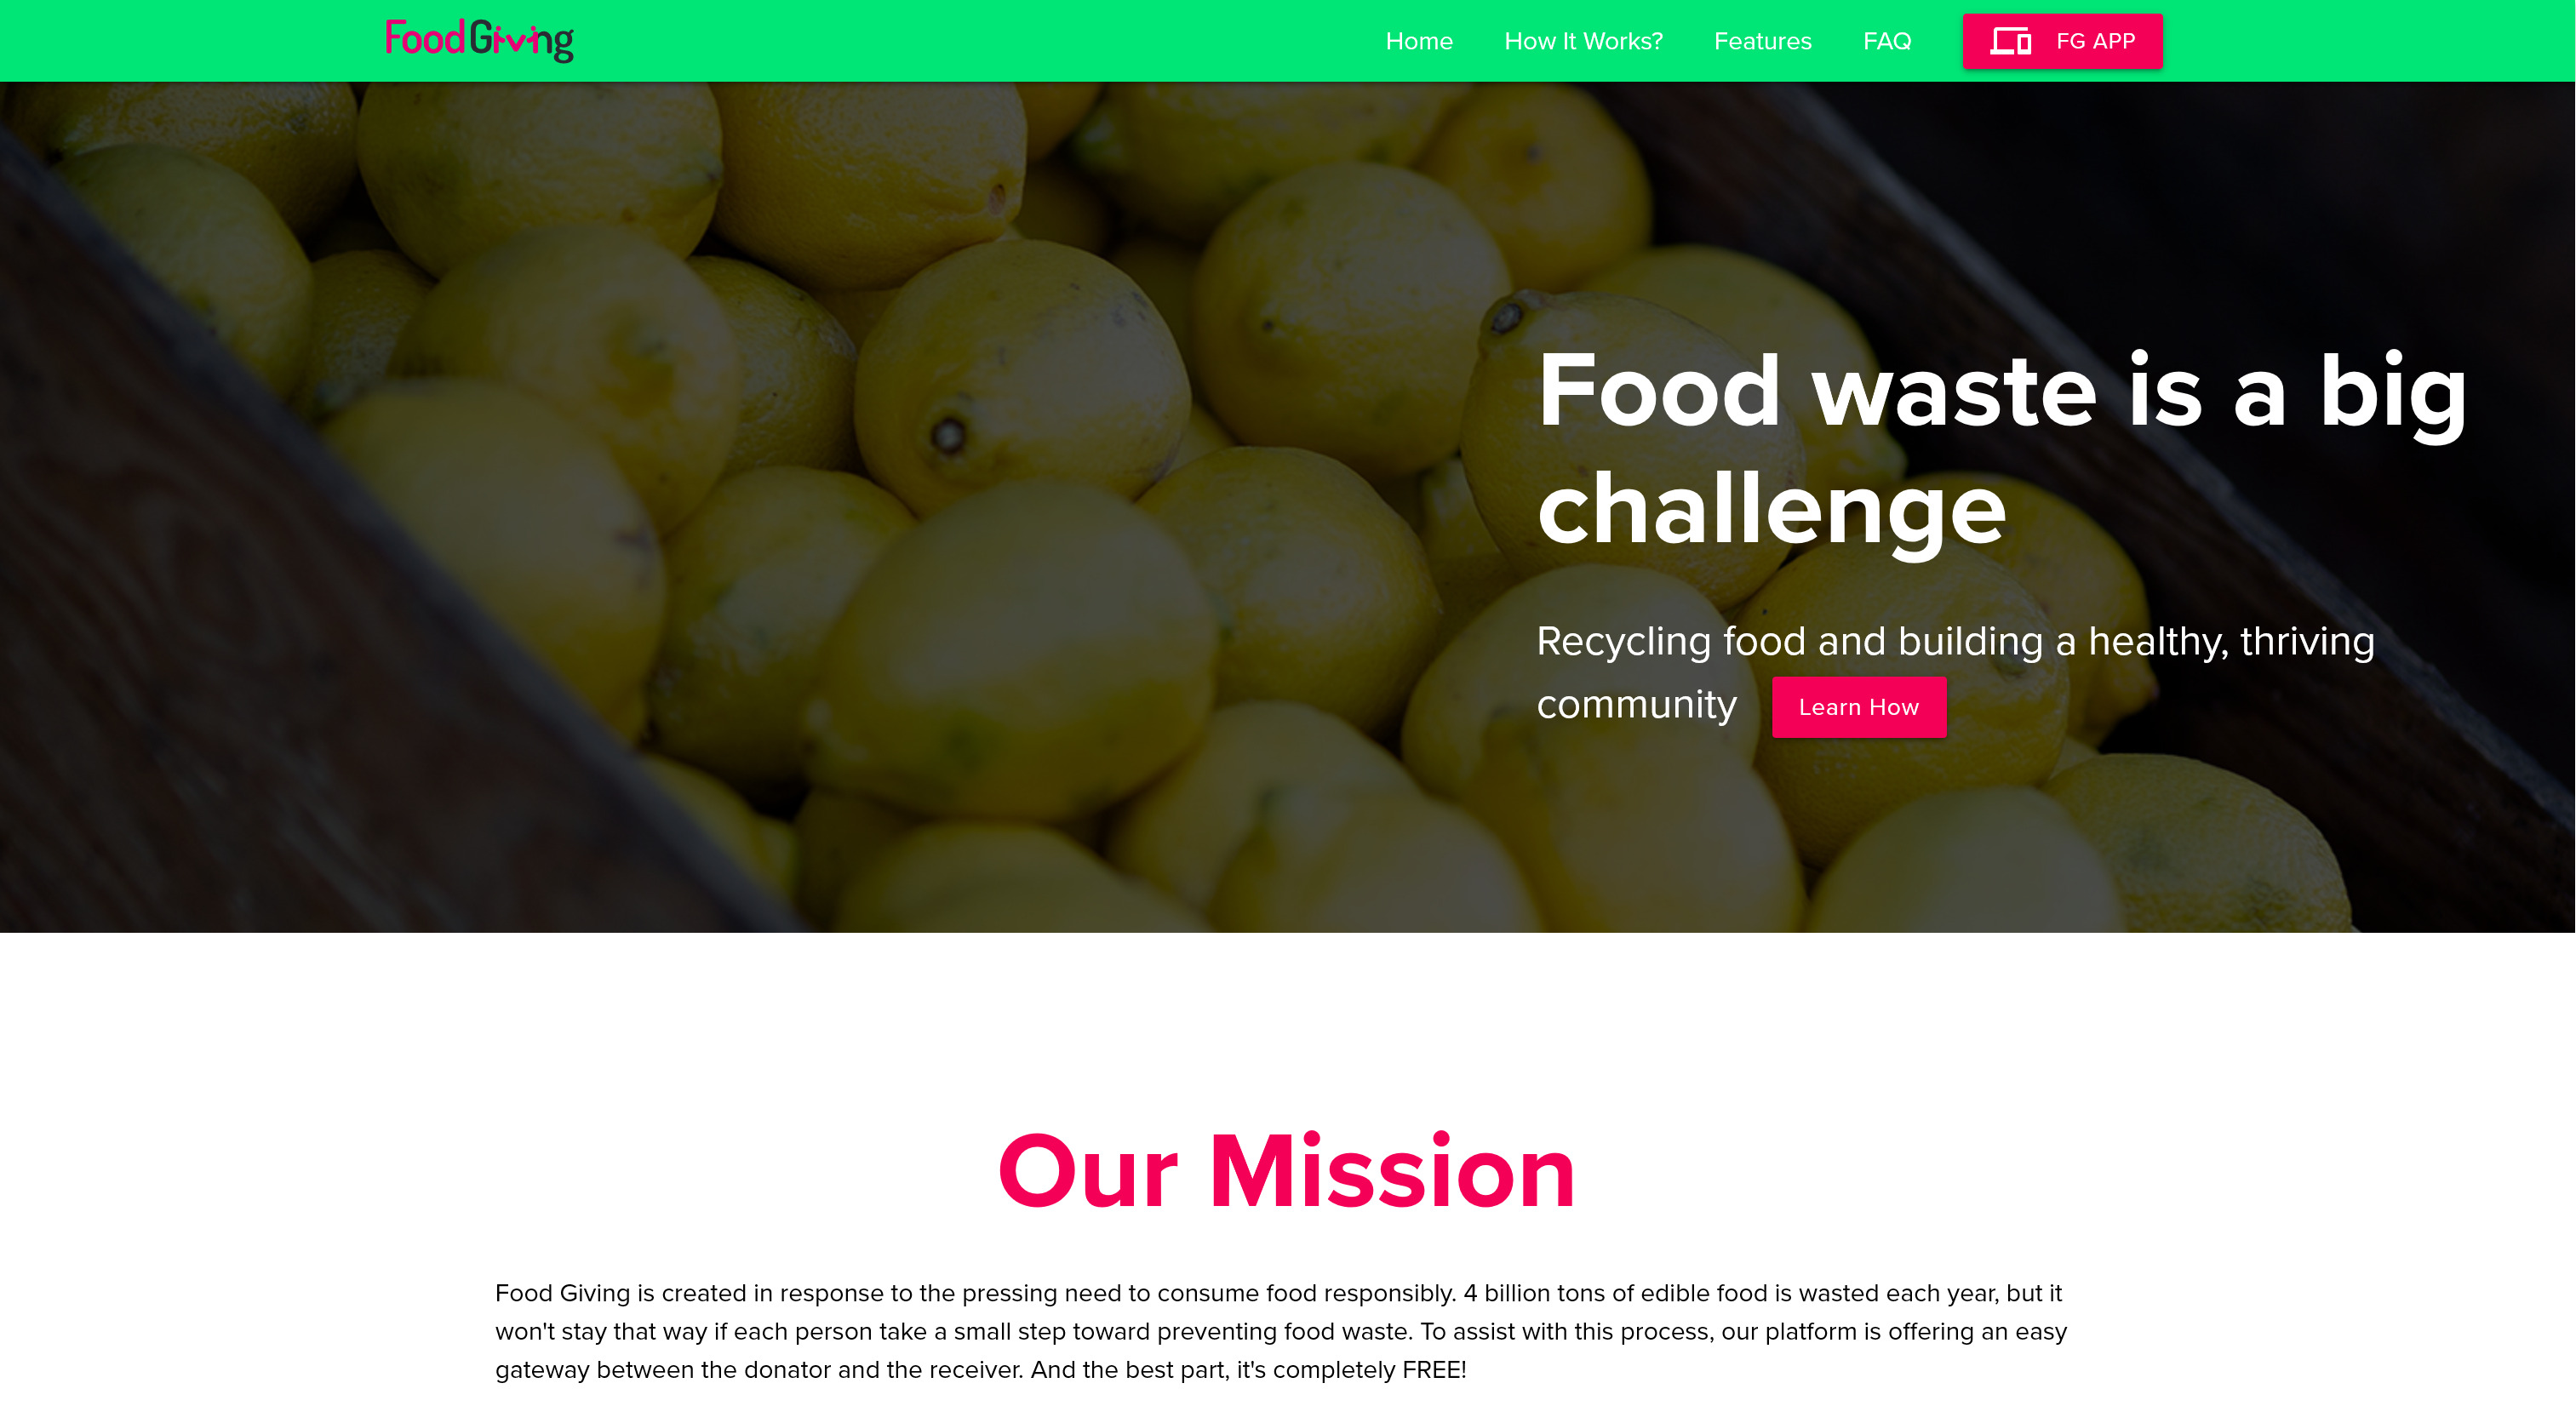 FoodGiving
Home
How It Works?
Features
FAQ
FG APP
Food waste is a big
challenge
Recycling food and building a healthy, thriving
community
Learn How
Our Mission
Food Giving is created in response to the pressing need to consume food responsibly. 4 billion tons of edible food is wasted each year, but it
won't stay that way if each person take a small step toward preventing food waste. To assist with this process, our platform is offering an easy
gateway between the donator and the receiver. And the best part, it's completely FREE!